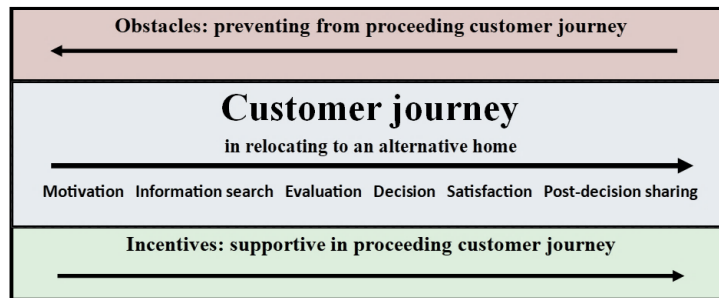 Obstacles: preventing from proceeding customer journey
Customer journey
in relocating to an alternative home
Motivation Information search Evaluation Decision Satisfaction Post-decision sharing
Incentives: supportive in proceeding customer journey